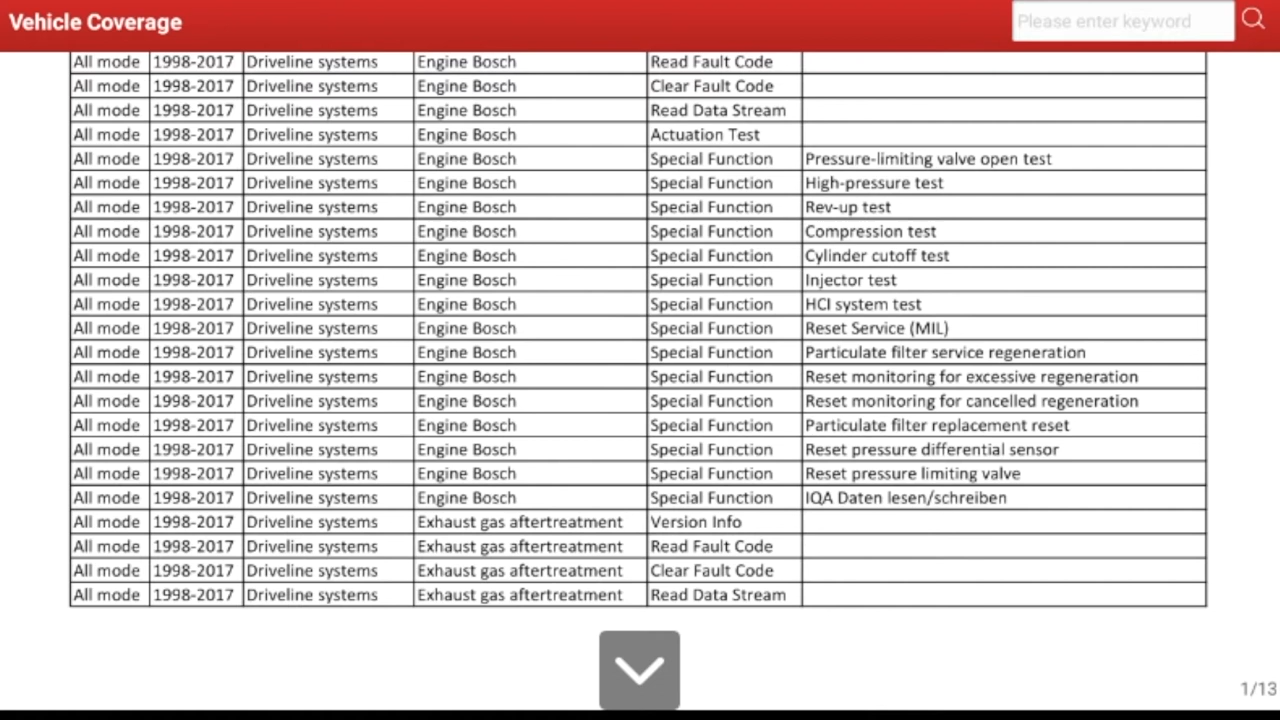 Vehicle Coverage
Please enter keyword
All mode 1998-2017 Driveline systems Engine Bosch Read Fault Code
All mode 1998-2017 Driveline systems Engine Bosch Clear Fault Code
All mode 1998-2017 Driveline systems Engine Bosch Read Data Stream
All mode 1998-2017 Driveline systems Engine Bosch Actuation Test
All mode 1998-2017 Driveline systems Engine Bosch Special Function Pressure-limiting valve open test
All mode 1998-2017 Driveline systems Engine Bosch Special Function High-pressure test
All mode 1998-2017 Driveline systems Engine Bosch Special Function Rev-up test
All mode 1998-2017 Driveline systems Engine Bosch Special Function Compression test
All mode 1998-2017 Driveline systems Engine Bosch Special Function Cylinder cutoff test
All mode 1998-2017 Driveline systems Engine Bosch Special Function Injector test
All mode 1998-2017 Driveline systems Engine Bosch Special Function HCI system test
All mode 1998-2017 Driveline systems Engine Bosch Special Function Reset Service (MIL)
All mode 1998-2017 Driveline systems Engine Bosch Special Function Particulate filter service regeneration
All mode 1998-2017 Driveline systems Engine Bosch Special Function Reset monitoring for excessive regeneration
All mode 1998-2017 Driveline systems Engine Bosch Special Function Reset monitoring for cancelled regeneration
All mode 1998-2017 Driveline systems Engine Bosch Special Function Particulate filter replacement reset
All mode 1998-2017 Driveline systems Engine Bosch Special Function Reset pressure differential sensor
All mode 1998-2017 Driveline systems Engine Bosch Special Function Reset pressure limiting valve
All mode 1998-2017 Driveline systems Engine Bosch Special Function IQA Daten lesen/schreiben
All mode 1998-2017 Driveline systems Exhaust gas aftertreatment Version Info
All mode 1998-2017 Driveline systems Exhaust gas aftertreatment Read Fault Code
All mode 1998-2017 Driveline systems Exhaust gas aftertreatment Clear Fault Code
All mode 1998-2017 Driveline systems Exhaust gas aftertreatment Read Data Stream
1/13